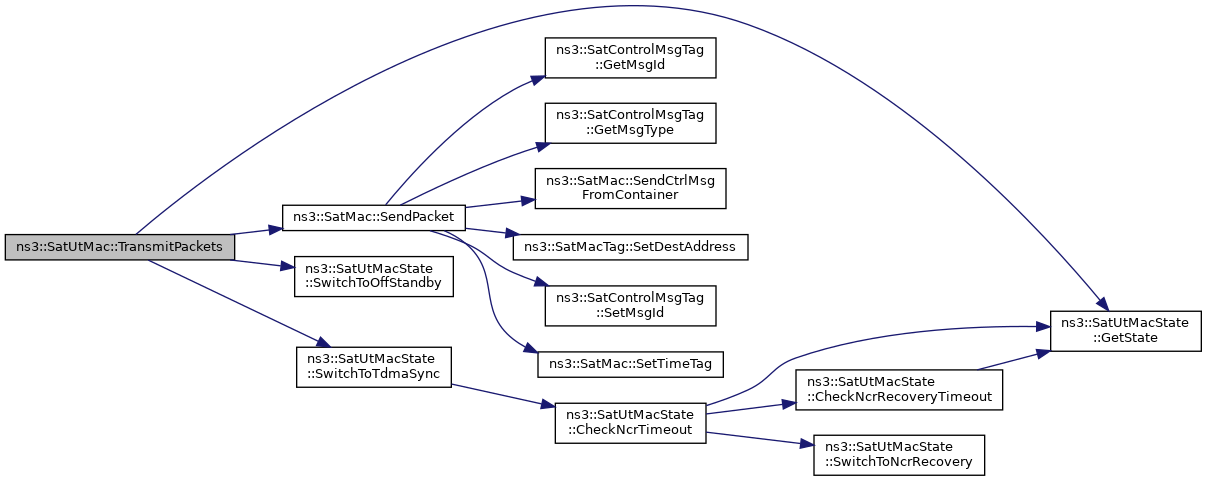 ns3::SatUtMac::TransmitPackets
ns3::SatMac::SendPacket
ns3::SatUtMacState
::SwitchToOffStandby
ns3::SatUtMacState
::SwitchToTdmaSync
ns3::SatControlMsgTag
::GetMsgId
ns3::SatControlMsgTag
::GetMsgType
ns3::SatMac::SendCtrlMsg
FromContainer
ns3::SatMacTag::SetDestAddress
ns3::SatControlMsgTag
::SetMsgId
ns3::SatMac::SetTimeTag
ns3::SatUtMacState
::CheckNcrTimeout
ns3::SatUtMacState
::CheckNcrRecoveryTimeout
ns3::SatUtMacState
::SwitchToNcrRecovery
ns3::SatUtMacState
::GetState